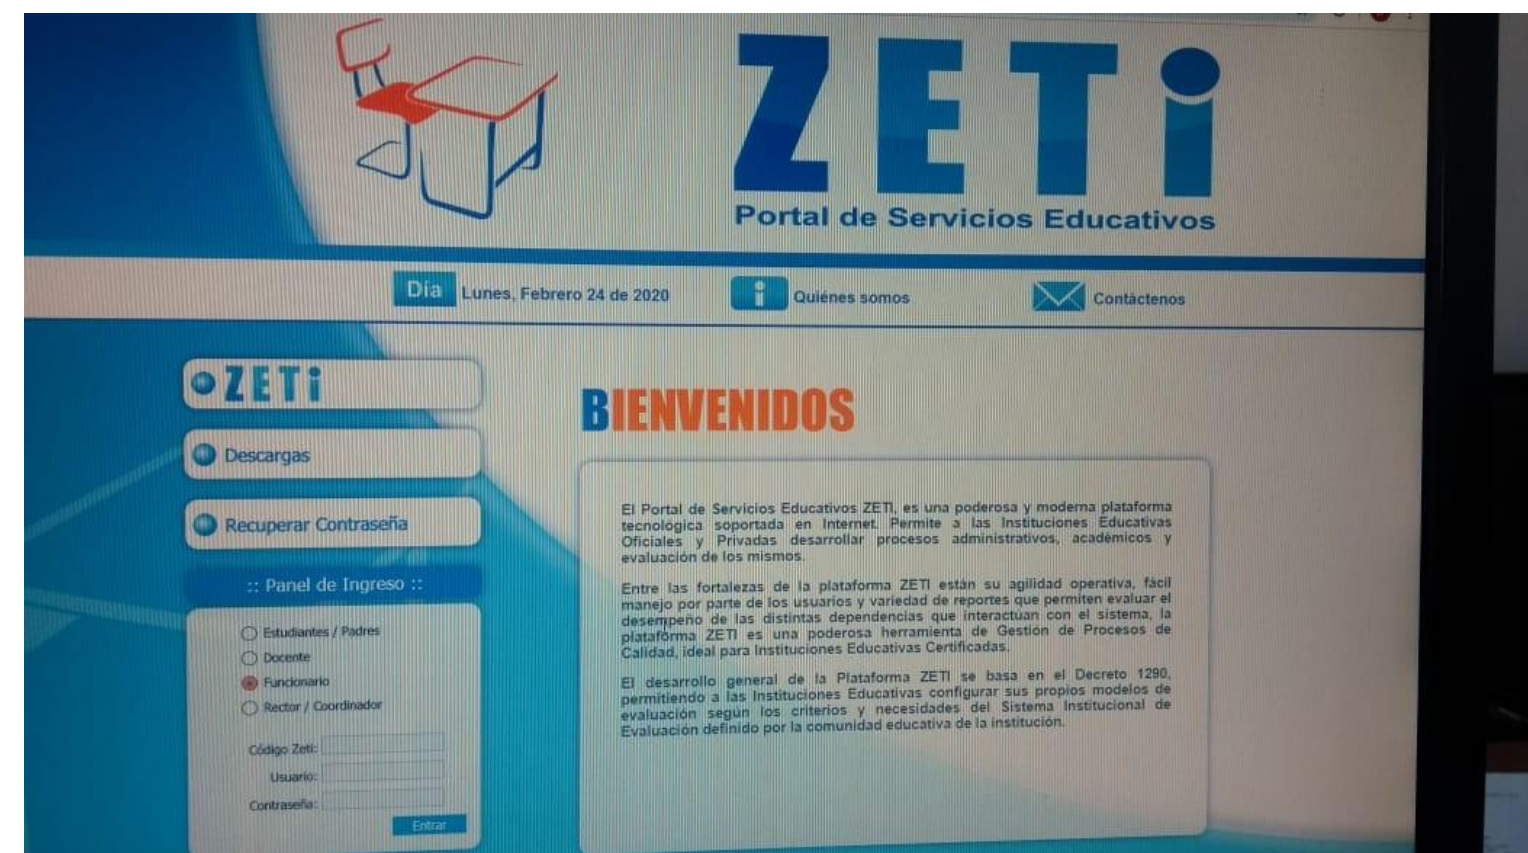 ZETi
Portal de Servicios Educativos
Día Lunes, Febrero 24 de 2020
Quiénes somos
Contáctenos
ZETi
Descargas
Recuperar Contraseña
:: Panel de Ingreso ::
Estudiantes / Padres
Docente
Funcionario
Rector / Coordinador
Código Zeti:
Usuario:
Contraseña:
Entrar
BIENVENIDOS
El Portal de Servicios Educativos ZETI, es una poderosa y moderna plataforma
tecnológica soportada en Internet. Permite a las Instituciones Educativas
Oficiales y Privadas desarrollar procesos administrativos, académicos y
evaluación de los mismos.
Entre las fortalezas de la plataforma ZETI están su agilidad operativa, fácil
manejo por parte de los usuarios y variedad de reportes que permiten evaluar el
desempeño de las distintas dependencias que interactúan con el sistema, la
plataforma ZETI es una poderosa herramienta de Gestión de Procesos de
Calidad, ideal para Instituciones Educativas Certificadas.
El desarrollo general de la Plataforma ZETI se basa en el Decreto 1290,
permitiendo a las Instituciones Educativas configurar sus propios modelos de
evaluación según los criterios y necesidades del Sistema Institucional de
Evaluación definido por la comunidad educativa de la institución.